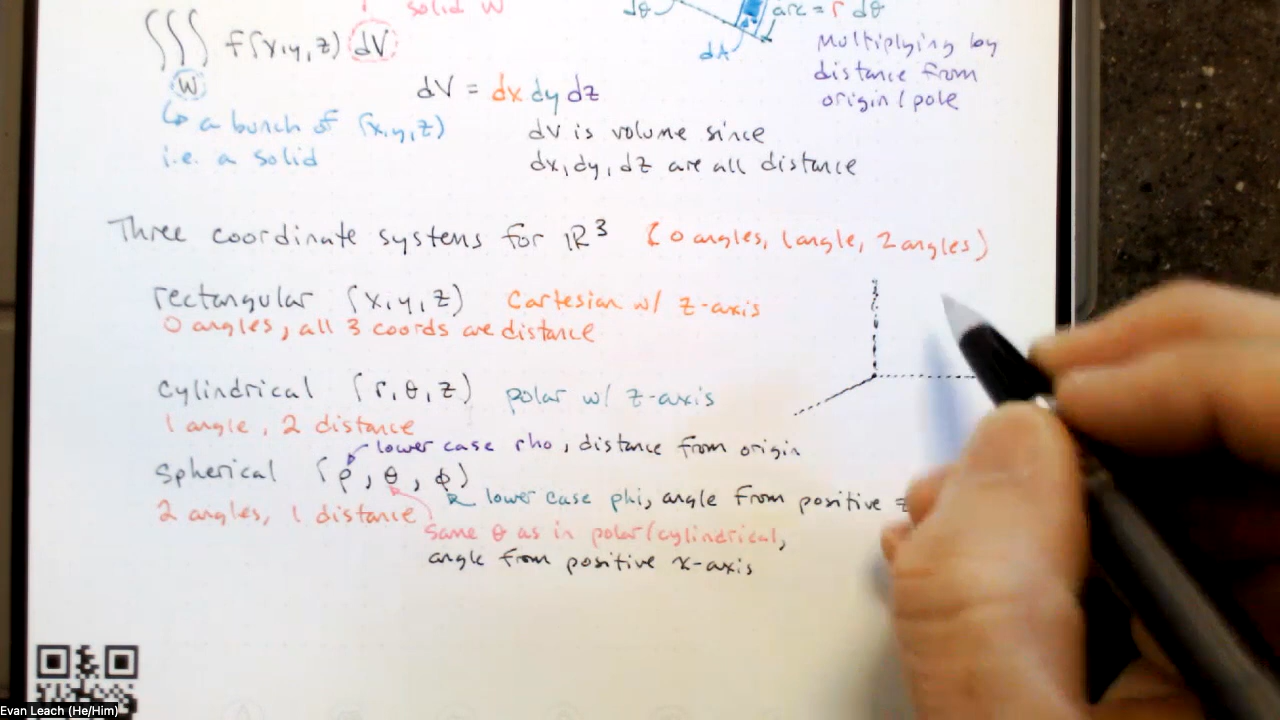 solid W
dθ
arc = r dθ
dA
∭ f(x,y,z) dV
W
Multiplying by
distance from
origin/pole
dV = dx dy dz
↳ a bunch of (x,y,z)
i.e. a solid
dV is volume since
dx, dy, dz are all distance
Three coordinate systems for ℝ³ (0 angles, 1 angle, 2 angles)
rectangular (x,y,z) Cartesian w/ z-axis
0 angles, all 3 coords are distance
cylindrical (r,θ,z) polar w/ z-axis
1 angle, 2 distance
lower case rho, distance from origin
spherical (ρ,θ,φ)
lower case phi, angle from positive z
2 angles, 1 distance
same θ as in polar/cylindrical,
angle from positive x-axis
Evan Leach (He/Him)